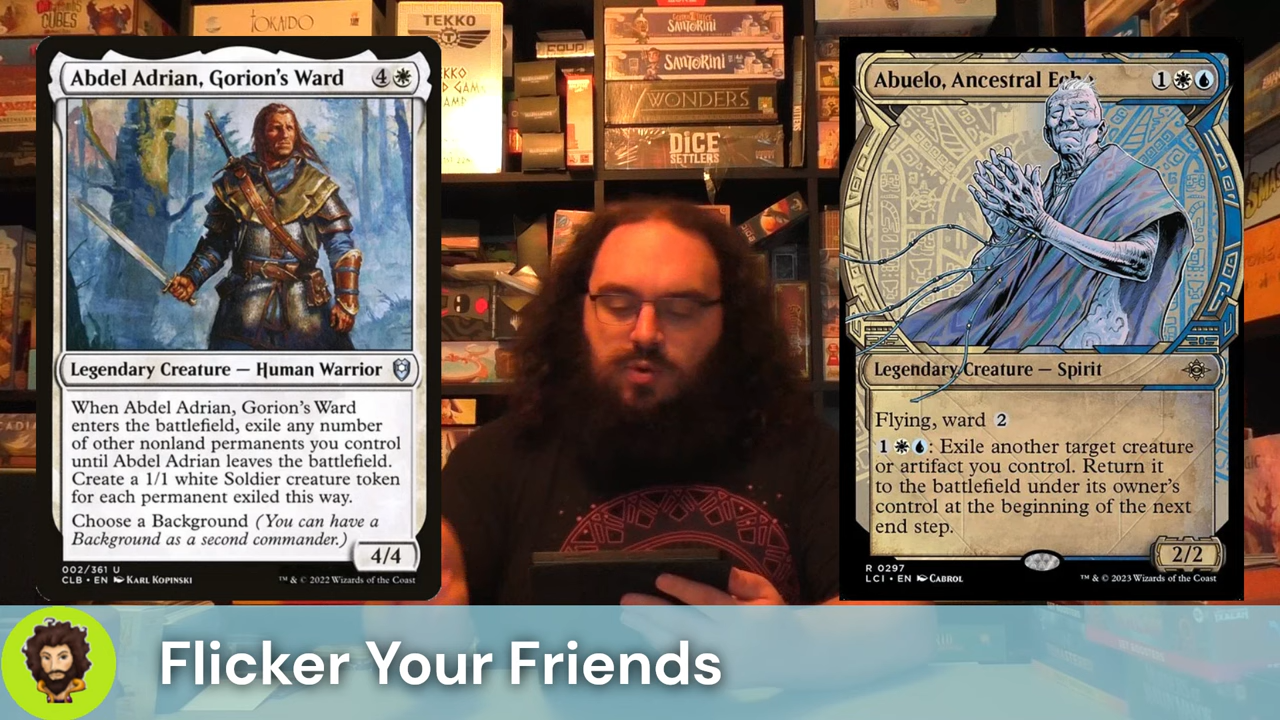 CUBES
TOKAIDO
TEKKO
SANTORINI
SANTORINI
WONDERS
DiCE
SETTLERS
Abdel Adrian, Gorion's Ward 4
Legendary Creature — Human Warrior
When Abdel Adrian, Gorion's Ward
enters the battlefield, exile any number
of other nonland permanents you control
until Abdel Adrian leaves the battlefield.
Create a 1/1 white Soldier creature token
for each permanent exiled this way.
Choose a Background (You can have a
Background as a second commander.)
4/4
002/361 U
CLB • EN KARL KOPINSKI
™ & © 2022 Wizards of the Coast
Abuelo, Ancestral Echo 1
Legendary Creature — Spirit
Flying, ward 2
1 : Exile another target creature
or artifact you control. Return it
to the battlefield under its owner's
control at the beginning of the next
end step.
2/2
R 0297
LCI • EN CABROL
™ & © 2023 Wizards of the Coast
Flicker Your Friends